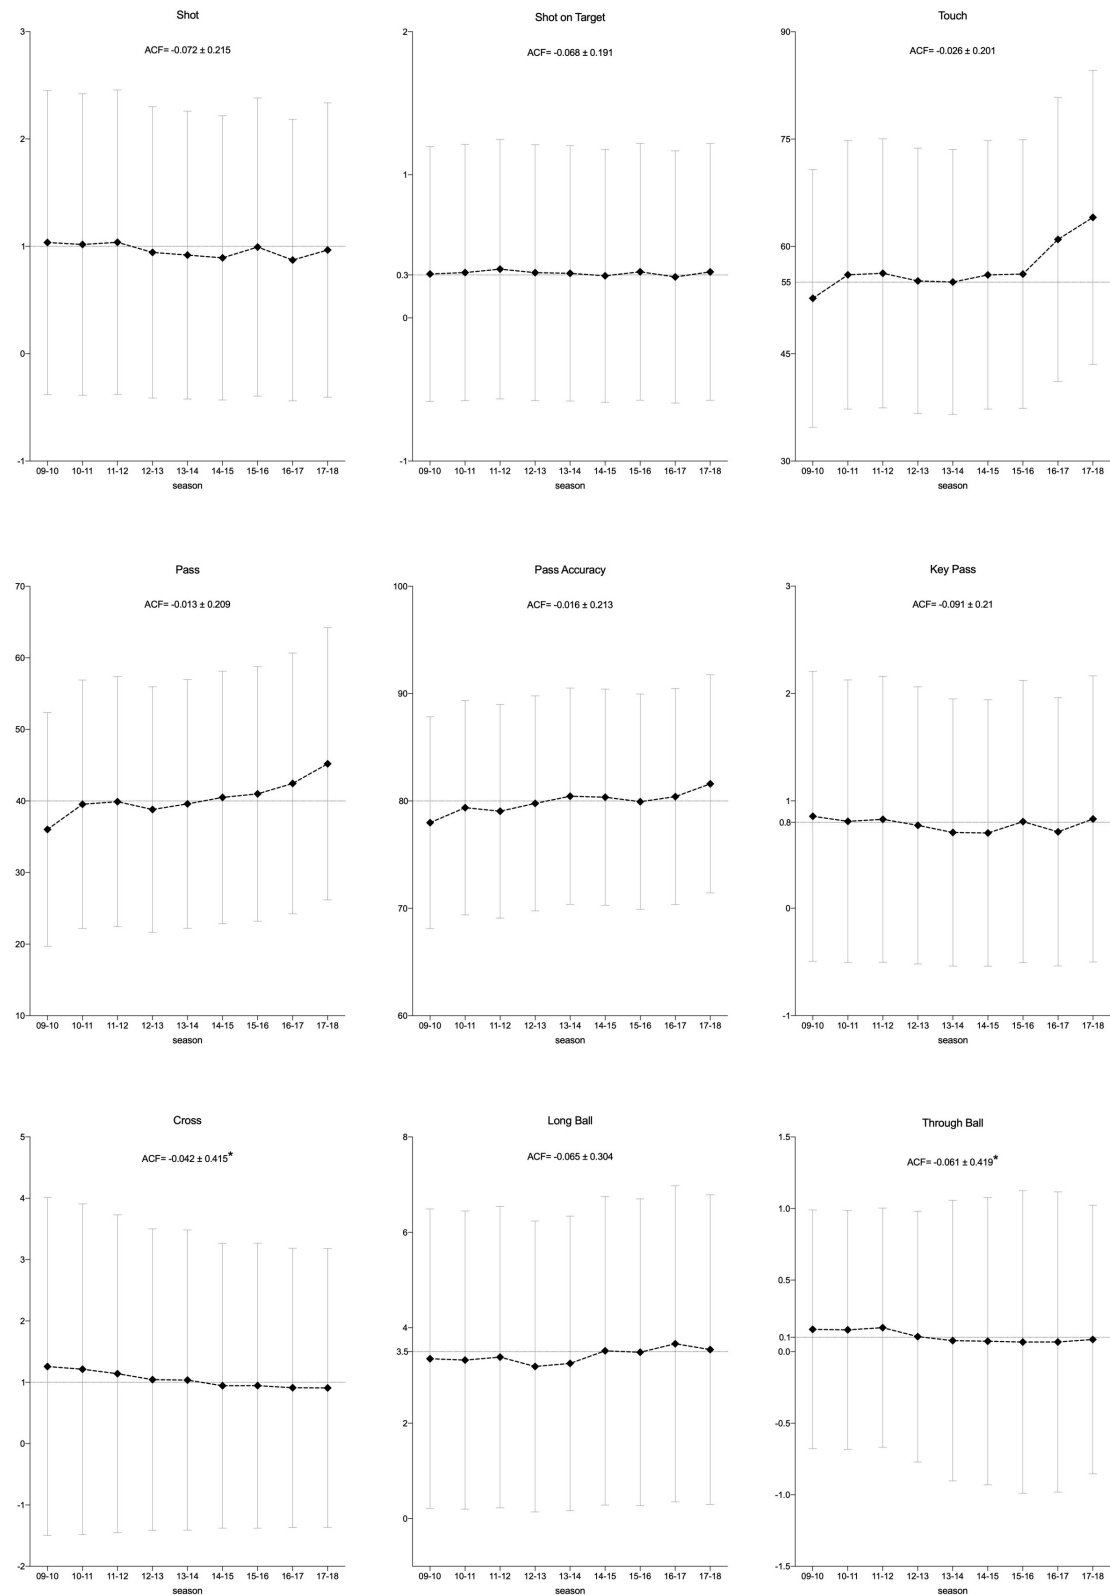 Shot
ACF= -0.072 ± 0.215
3
2
1
0
-1
09-10 10-11 11-12 12-13 13-14 14-15 15-16 16-17 17-18
season
Shot on Target
ACF= -0.068 ± 0.191
2
1
0.3
0
-1
09-10 10-11 11-12 12-13 13-14 14-15 15-16 16-17 17-18
season
Touch
ACF= -0.026 ± 0.201
90
75
60
55
45
30
09-10 10-11 11-12 12-13 13-14 14-15 15-16 16-17 17-18
season
Pass
ACF= -0.013 ± 0.209
70
60
50
40
30
20
10
09-10 10-11 11-12 12-13 13-14 14-15 15-16 16-17 17-18
season
Pass Accuracy
ACF= -0.016 ± 0.213
100
90
80
70
60
09-10 10-11 11-12 12-13 13-14 14-15 15-16 16-17 17-18
season
Key Pass
ACF= -0.091 ± 0.21
3
2
1
0.8
0
-1
09-10 10-11 11-12 12-13 13-14 14-15 15-16 16-17 17-18
season
Cross
ACF= -0.042 ± 0.415*
5
4
3
2
1
0
-1
-2
09-10 10-11 11-12 12-13 13-14 14-15 15-16 16-17 17-18
season
Long Ball
ACF= -0.065 ± 0.304
8
6
4
3.5
2
0
09-10 10-11 11-12 12-13 13-14 14-15 15-16 16-17 17-18
season
Through Ball
ACF= -0.061 ± 0.419*
1.5
1.0
0.5
0.1
0.0
-0.5
-1.0
-1.5
09-10 10-11 11-12 12-13 13-14 14-15 15-16 16-17 17-18
season